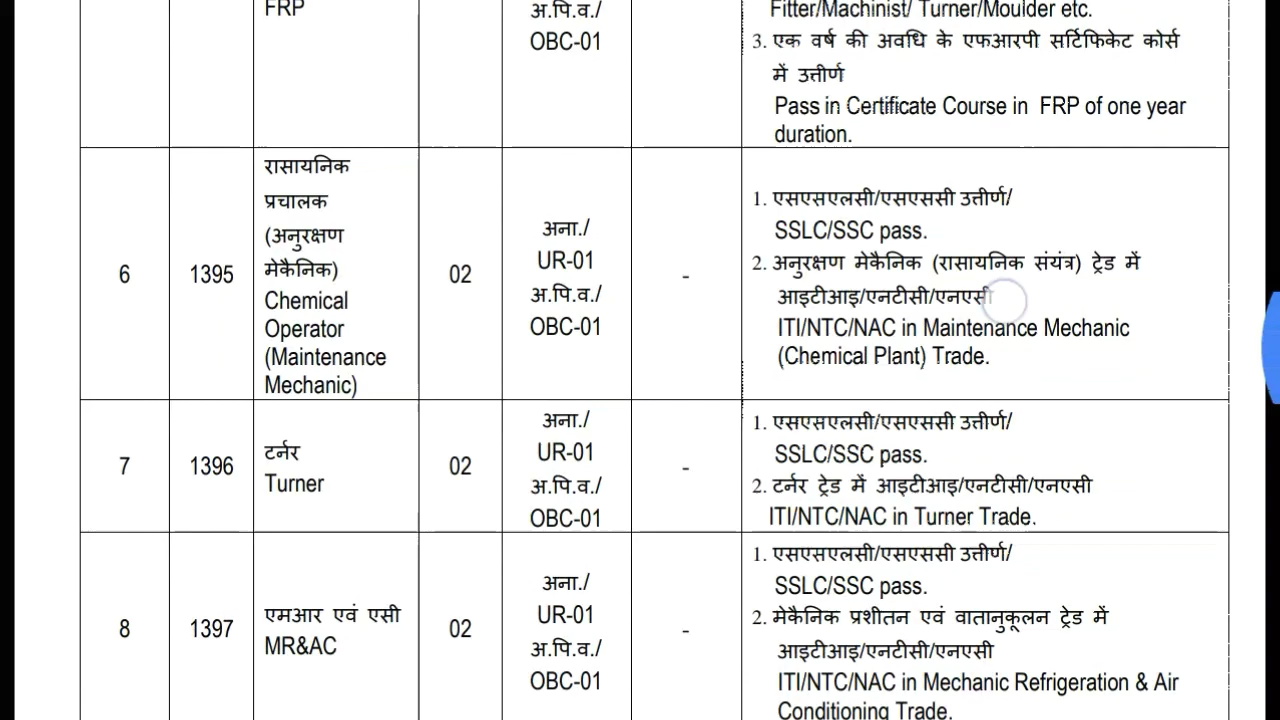 FRP
अ.पि.व./
OBC-01
Fitter/Machinist/ Turner/Moulder etc.
3. एक वर्ष की अवधि के एफआरपी सर्टिफिकेट कोर्स
में उत्तीर्ण
Pass in Certificate Course in FRP of one year
duration.
6
1395
रासायनिक
प्रचालक
(अनुरक्षण
मेकैनिक)
Chemical
Operator
(Maintenance
Mechanic)
02
अना./
UR-01
अ.पि.व./
OBC-01
-
1. एसएसएलसी/एसएससी उत्तीर्ण/
SSLC/SSC pass.
2. अनुरक्षण मेकैनिक (रासायनिक संयंत्र) ट्रेड में
आइटीआइ/एनटीसी/एनएसी
ITI/NTC/NAC in Maintenance Mechanic
(Chemical Plant) Trade.
7
1396
टर्नर
Turner
02
अना./
UR-01
अ.पि.व./
OBC-01
-
1. एसएसएलसी/एसएससी उत्तीर्ण/
SSLC/SSC pass.
2. टर्नर ट्रेड में आइटीआइ/एनटीसी/एनएसी
ITI/NTC/NAC in Turner Trade.
8
1397
एमआर एवं एसी
MR&AC
02
अना./
UR-01
अ.पि.व./
OBC-01
-
1. एसएसएलसी/एसएससी उत्तीर्ण/
SSLC/SSC pass.
2. मेकैनिक प्रशीतन एवं वातानुकूलन ट्रेड में
आइटीआइ/एनटीसी/एनएसी
ITI/NTC/NAC in Mechanic Refrigeration & Air
Conditioning Trade.